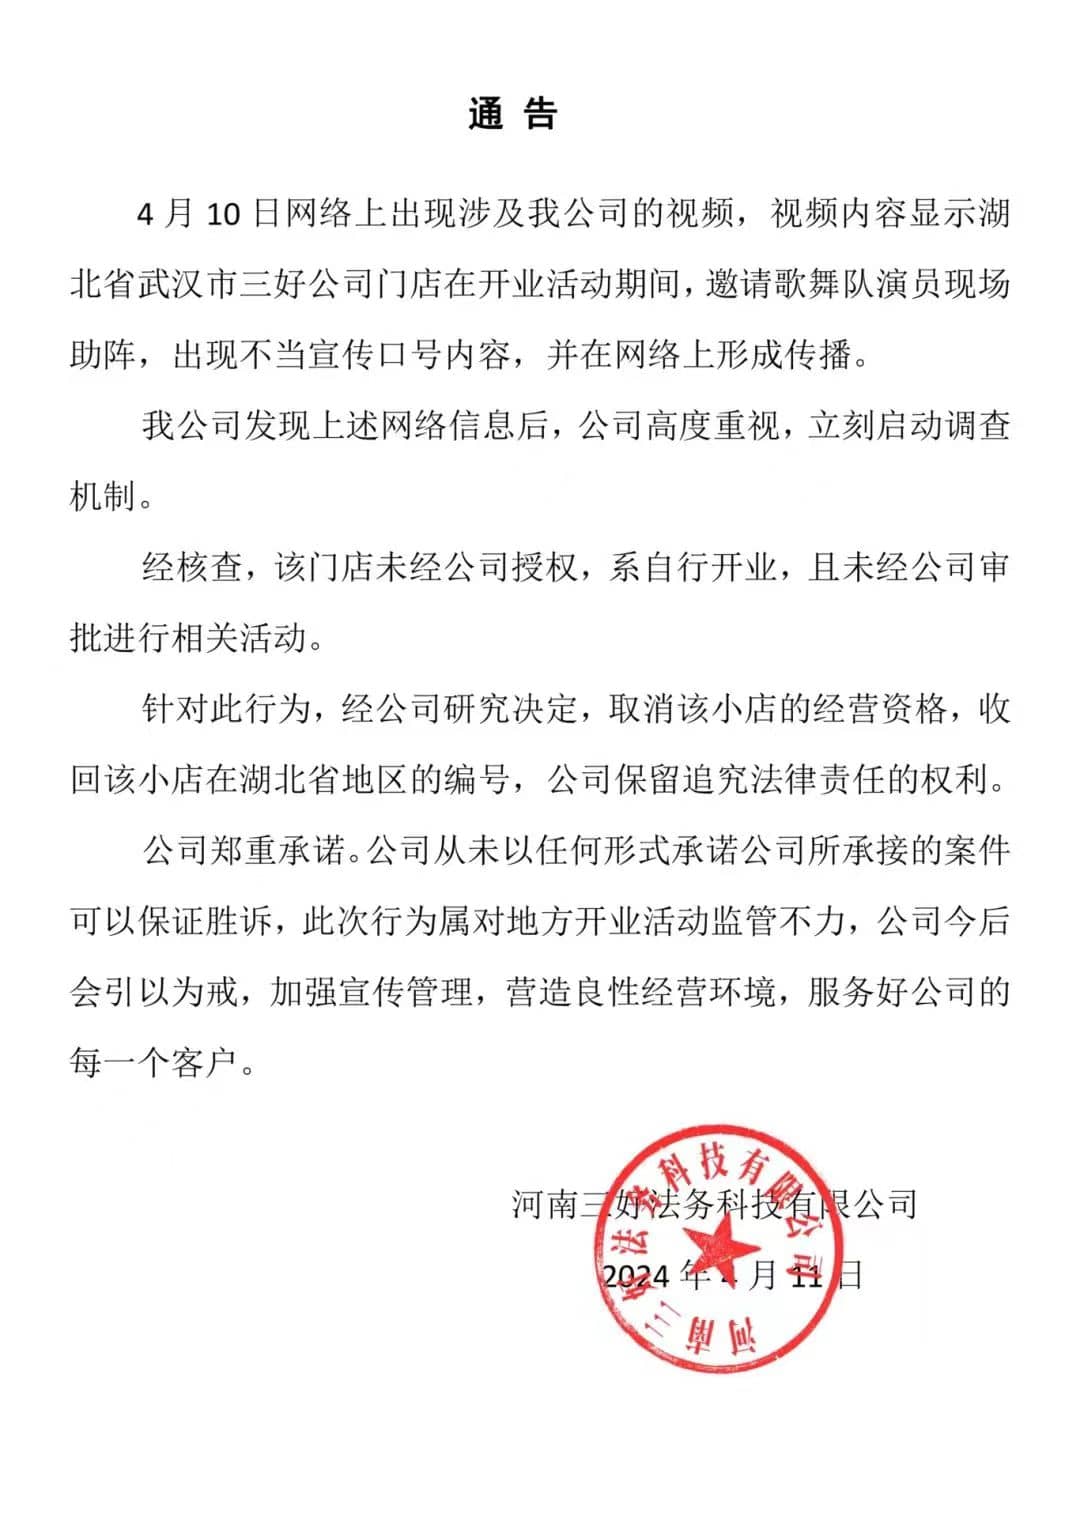 通 告
4 月 10 日网络上出现涉及我公司的视频，视频内容显示湖
北省武汉市三好公司门店在开业活动期间，邀请歌舞队演员现场
助阵，出现不当宣传口号内容，并在网络上形成传播。
我公司发现上述网络信息后，公司高度重视，立刻启动调查
机制。
经核查，该门店未经公司授权，系自行开业，且未经公司审
批进行相关活动。
针对此行为，经公司研究决定，取消该小店的经营资格，收
回该小店在湖北省地区的编号，公司保留追究法律责任的权利。
公司郑重承诺。公司从未以任何形式承诺公司所承接的案件
可以保证胜诉，此次行为属对地方开业活动监管不力，公司今后
会引以为戒，加强宣传管理，营造良性经营环境，服务好公司的
每一个客户。
河南三好法务科技有限公司
2024 年 4 月 11 日
河南三好法务科技有限公司